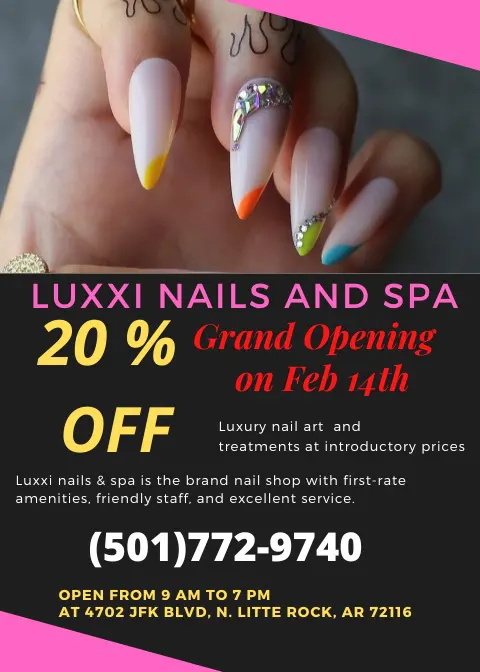 LUXXI NAILS AND SPA
20 %
OFF
Grand Opening
on Feb 14th
Luxury nail art and
treatments at introductory prices
Luxxi nails & spa is the brand nail shop with first-rate
amenities, friendly staff, and excellent service.
(501)772-9740
OPEN FROM 9 AM TO 7 PM
AT 4702 JFK BLVD, N. LITTE ROCK, AR 72116